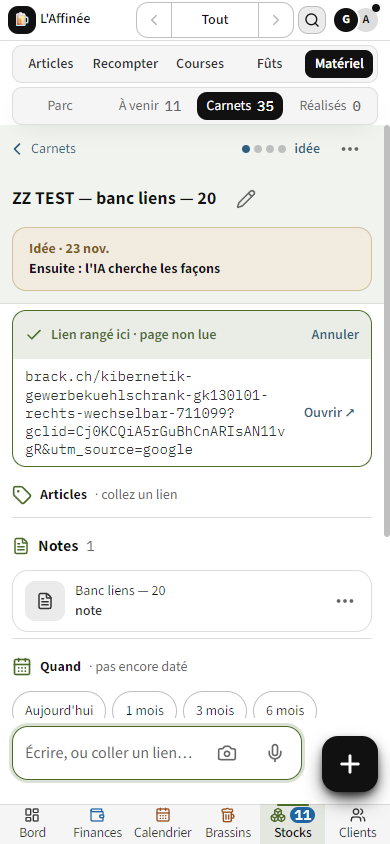 L'Affinée
Tout
G
A
Articles
Recompter
Courses
Fûts
Matériel
Parc
À venir 11
Carnets 35
Réalisés 0
Carnets
idée
ZZ TEST — banc liens — 20
Idée · 23 nov.
Ensuite : l'IA cherche les façons
Lien rangé ici · page non lue
Annuler
brack.ch/kibernetik-
gewerbekuehlschrank-gk130l01-
rechts-wechselbar-711099?
gclid=Cj0KCQiA5rGuBhCnARIsAN11v
gR&utm_source=google
Ouvrir ↗
Articles · collez un lien
Notes 1
Banc liens — 20
note
Quand · pas encore daté
Aujourd'hui
1 mois
3 mois
6 mois
Écrire, ou coller un lien…
Bord
Finances
Calendrier
Brassins
11
Stocks
Clients